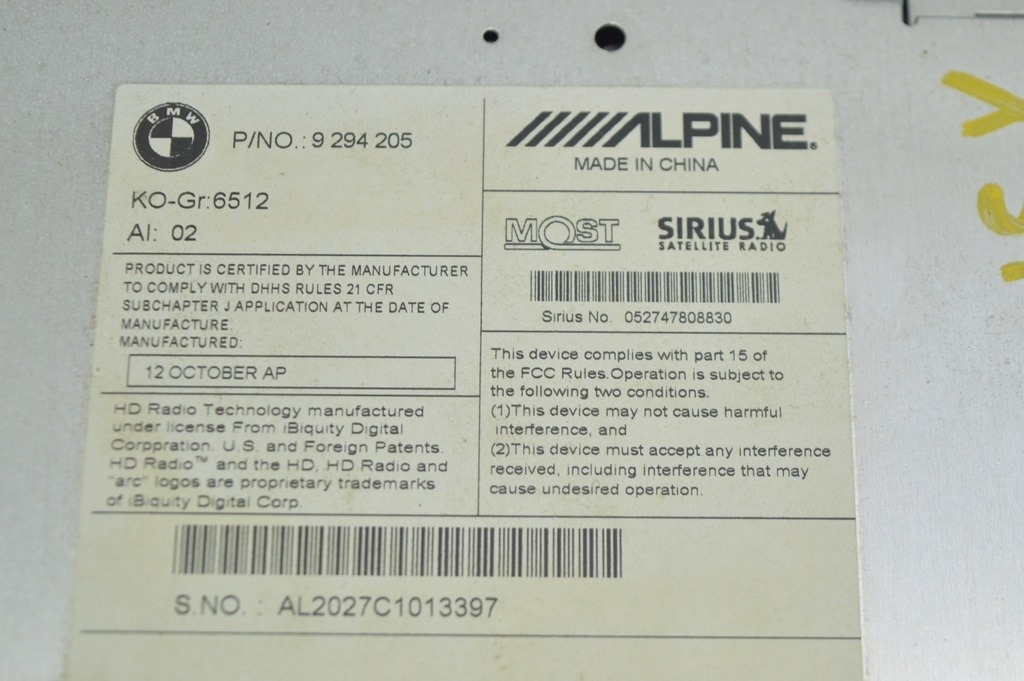 BMW
P/NO.: 9 294 205
KO-Gr:6512
AI: 02
PRODUCT IS CERTIFIED BY THE MANUFACTURER
TO COMPLY WITH DHHS RULES 21 CFR
SUBCHAPTER J APPLICATION AT THE DATE OF
MANUFACTURE.
MANUFACTURED:
12 OCTOBER AP
HD Radio Technology manufactured
under license From iBiquity Digital
Corppration. U.S. and Foreign Patents.
HD Radio™ and the HD, HD Radio and
"arc" logos are proprietary trademarks
of iBiquity Digital Corp.
ALPINE®
MADE IN CHINA
MOST
SIRIUS
SATELLITE RADIO
Sirius No. 052747808830
This device complies with part 15 of
the FCC Rules.Operation is subject to
the following two conditions.
(1)This device may not cause harmful
interference, and
(2)This device must accept any interference
received, including interference that may
cause undesired operation.
S.NO. : AL2027C1013397